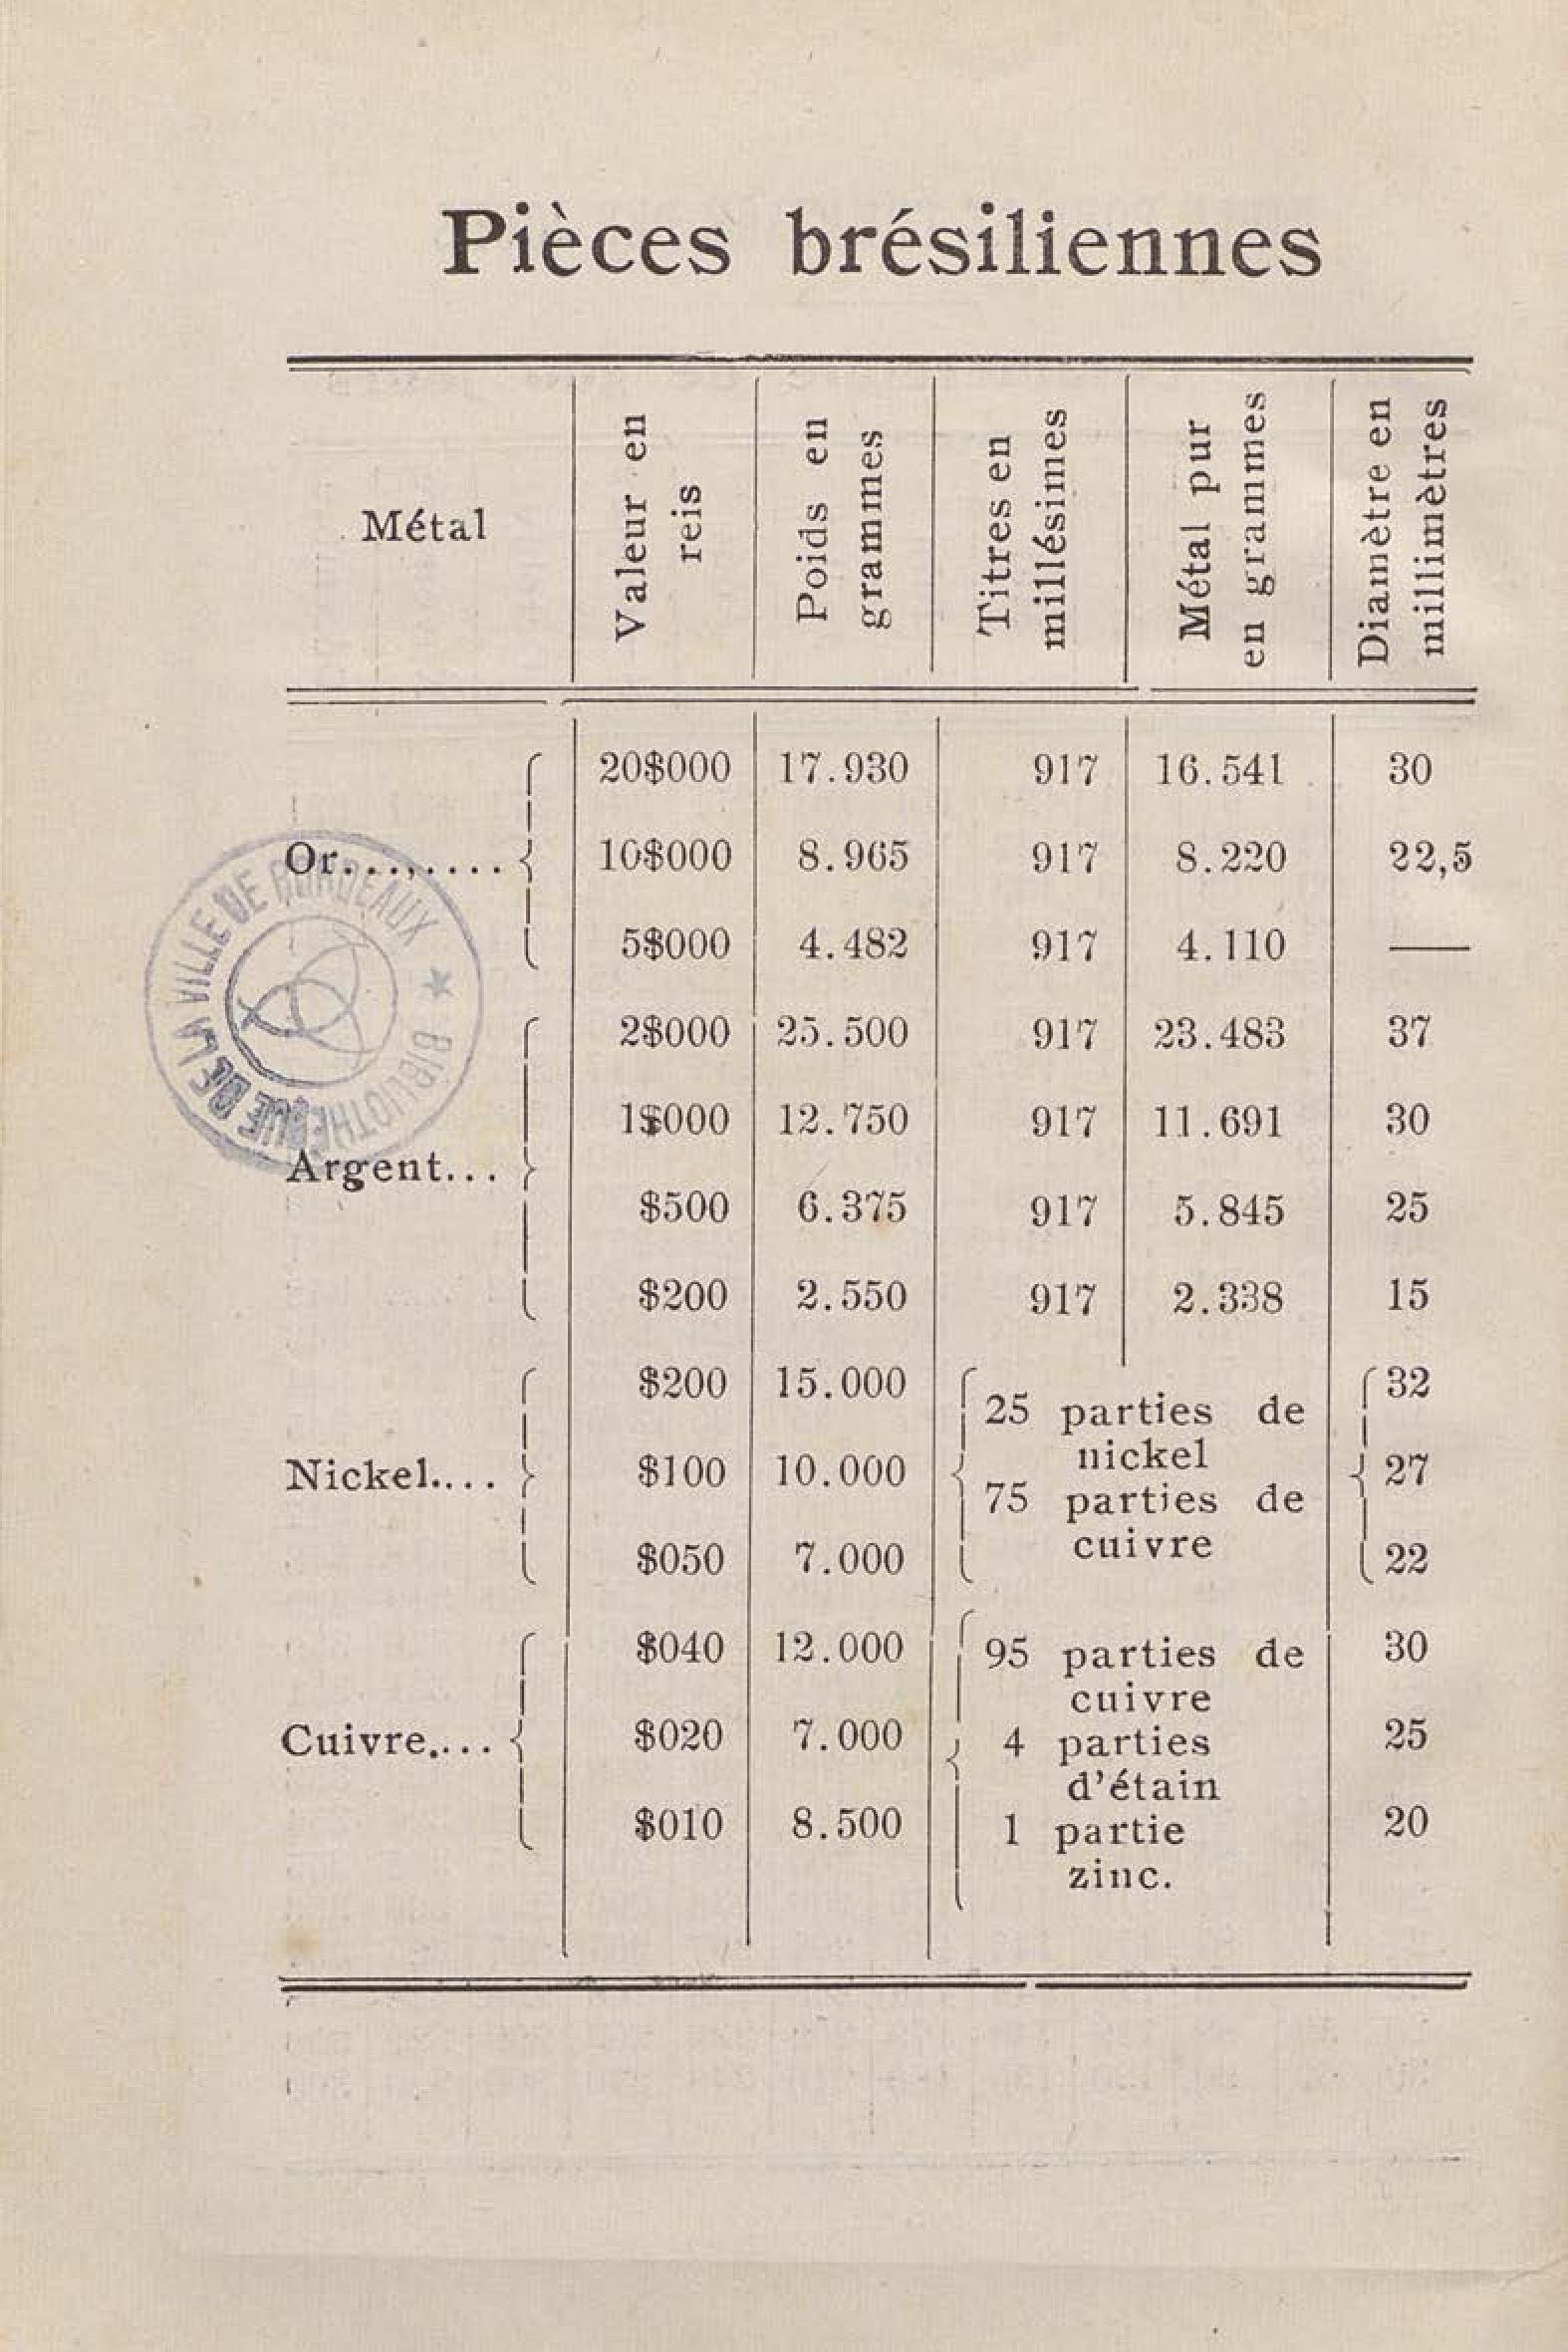 Pièces brésiliennes
Métal
Valeur en
reis
Poids en
grammes
Titres en
millésimes
Métal pur
en grammes
Diamètre en
millimètres
20$000 17.930 917 16.541 30
Or......... 10$000 8.965 917 8.220 22,5
5$000 4.482 917 4.110 —
2$000 25.500 917 23.483 37
1$000 12.750 917 11.691 30
Argent...
$500 6.375 917 5.845 25
$200 2.550 917 2.338 15
$200 15.000 32
25 parties de
nickel
Nickel.... $100 10.000 27
75 parties de
cuivre
$050 7.000 22
$040 12.000 30
95 parties de
cuivre
Cuivre.... $020 7.000 25
4 parties
d'étain
$010 8.500 20
1 partie
zinc.
BIBLIOTHEQUE DE LA VILLE DE BORDEAUX